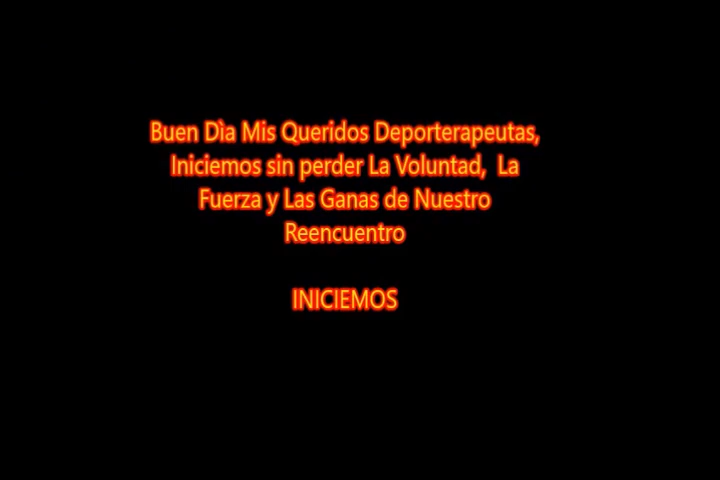 Buen Dìa Mis Queridos Deporterapeutas,
Iniciemos sin perder La Voluntad,  La
Fuerza y Las Ganas de Nuestro
Reencuentro
INICIEMOS